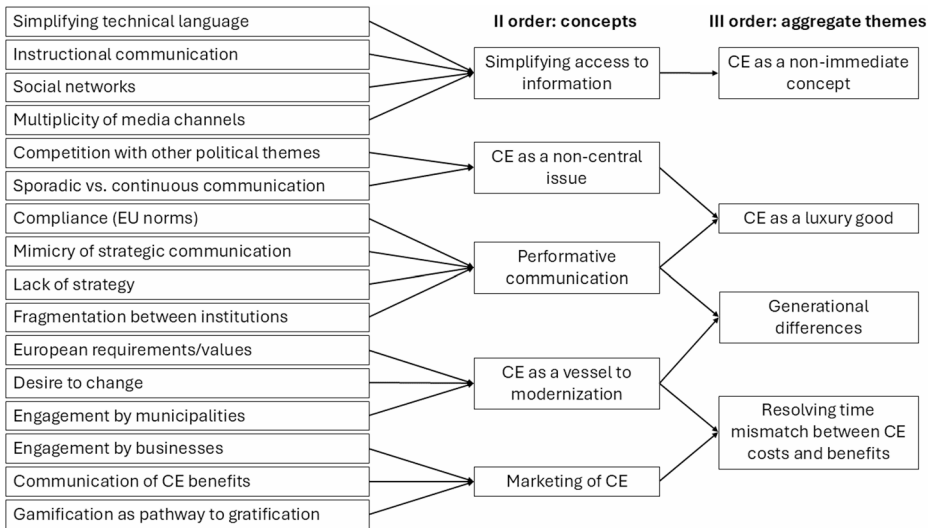 Simplifying technical language
Instructional communication
Social networks
Multiplicity of media channels
Competition with other political themes
Sporadic vs. continuous communication
Compliance (EU norms)
Mimicry of strategic communication
Lack of strategy
Fragmentation between institutions
European requirements/values
Desire to change
Engagement by municipalities
Engagement by businesses
Communication of CE benefits
Gamification as pathway to gratification
II order: concepts
Simplifying access to
information
CE as a non-central
issue
Performative
communication
CE as a vessel to
modernization
Marketing of CE
III order: aggregate themes
CE as a non-immediate
concept
CE as a luxury good
Generational
differences
Resolving time
mismatch between CE
costs and benefits